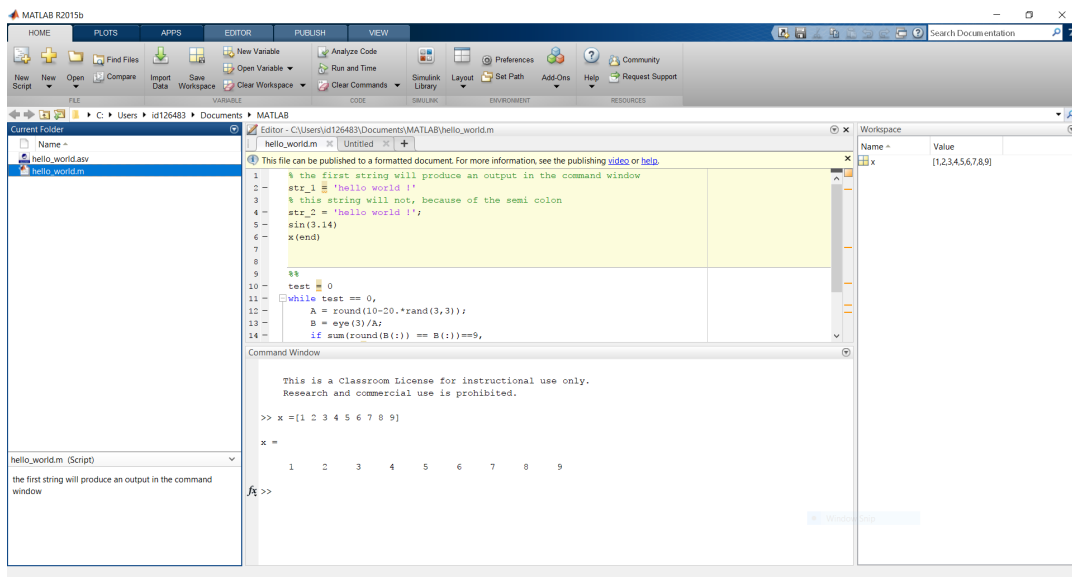 MATLAB R2015b
HOME PLOTS APPS EDITOR PUBLISH VIEW Search Documentation
New Script
New
Open
Find Files
Compare
Import Data
Save Workspace
New Variable
Open Variable
Clear Workspace
Analyze Code
Run and Time
Clear Commands
Simulink Library
Layout
Preferences
Set Path
Add-Ons
Help
Community
Request Support
FILE VARIABLE CODE SIMULINK ENVIRONMENT RESOURCES
C: Users id126483 Documents MATLAB
Current Folder
Name
hello_world.asv
hello_world.m
hello_world.m (Script)
the first string will produce an output in the command
window
Editor - C:\Users\id126483\Documents\MATLAB\hello_world.m
hello_world.m Untitled
This file can be published to a formatted document. For more information, see the publishing video or help.
1 % the first string will produce an output in the command window
2 str_1 = 'hello world !'
3 % this string will not, because of the semi colon
4 str_2 = 'hello world !';
5 sin(3.14)
6 x(end)
7
8
9 %%
10 test = 0
11 while test == 0,
12 A = round(10-20.*rand(3,3));
13 B = eye(3)/A;
14 if sum(round(B(:)) == B(:))==9,
Command Window
This is a Classroom License for instructional use only.
Research and commercial use is prohibited.
>> x =[1 2 3 4 5 6 7 8 9]
x =
1 2 3 4 5 6 7 8 9
fx >>
Workspace
Name Value
x [1,2,3,4,5,6,7,8,9]